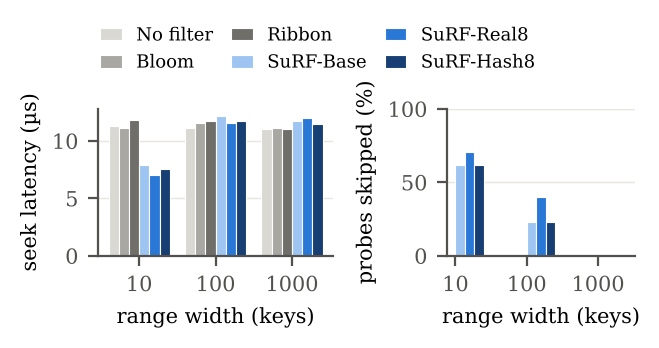 No filter
Bloom
Ribbon
SuRF-Base
SuRF-Real8
SuRF-Hash8
seek latency (µs)
10
5
0
10 100 1000
range width (keys)
probes skipped (%)
100
50
0
10 100 1000
range width (keys)